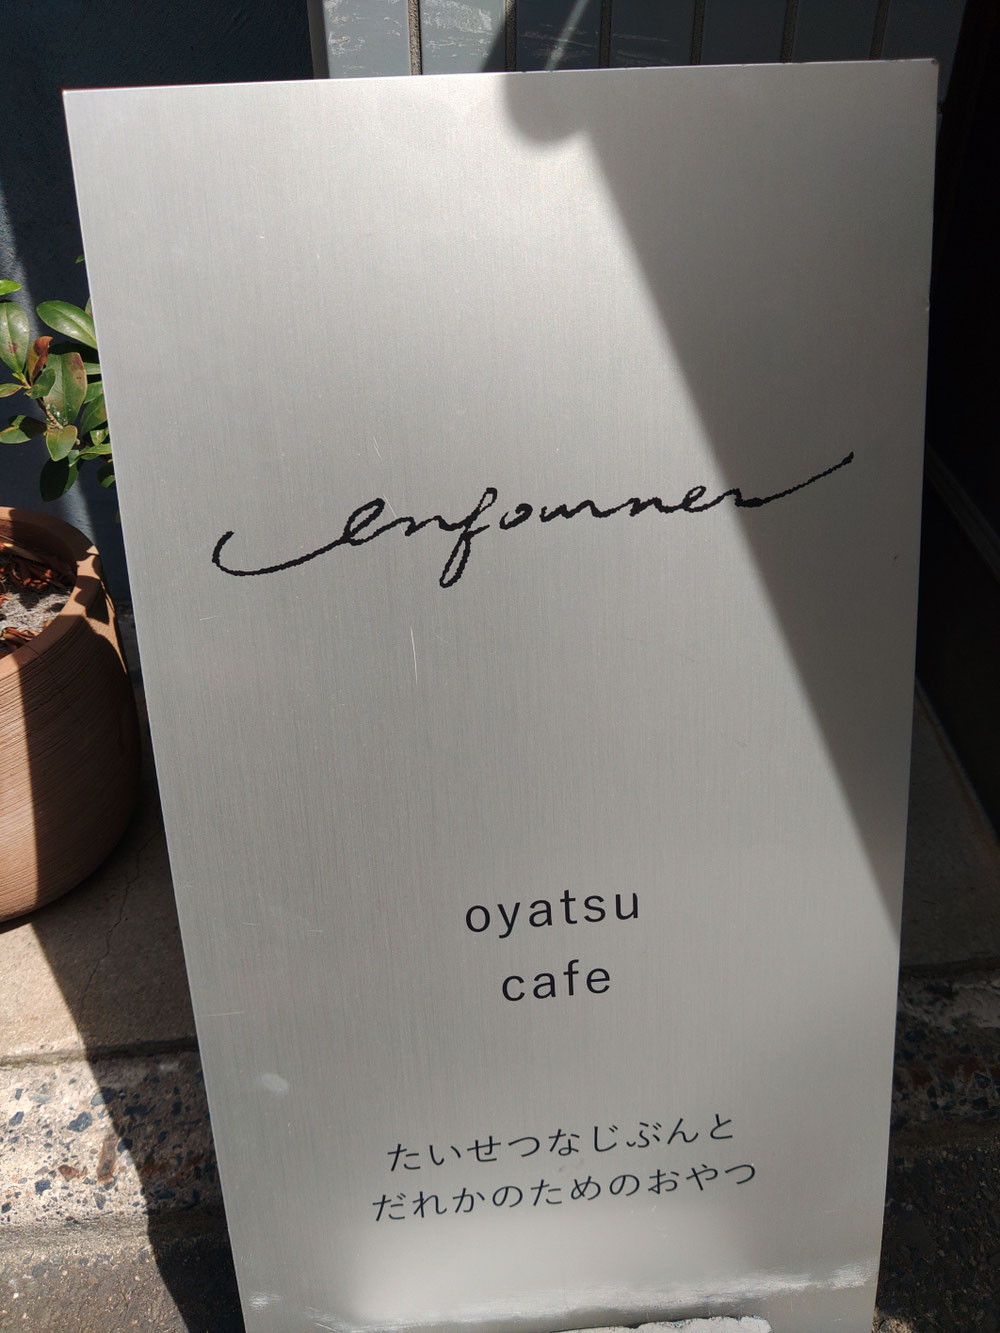 enfourner
oyatsu
cafe
たいせつなじぶんと
だれかのためのおやつ